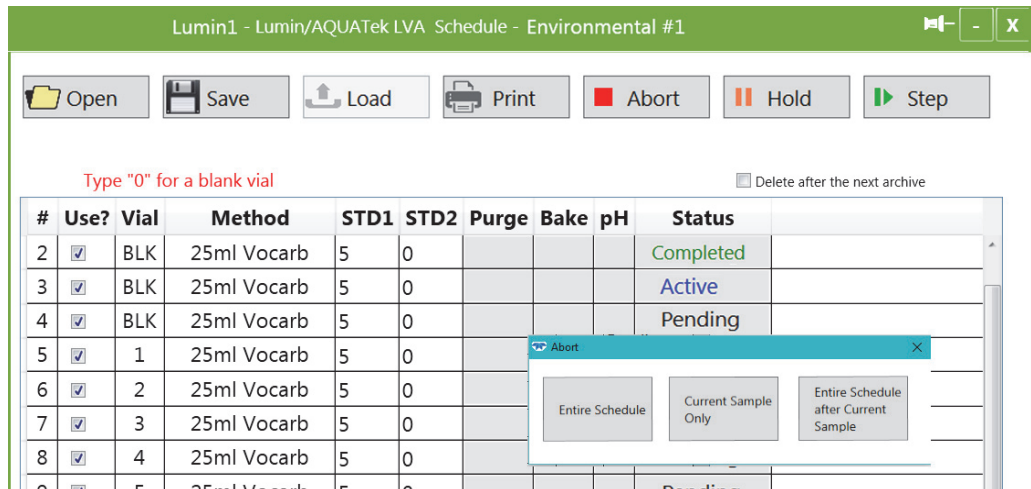 Lumin1 - Lumin/AQUATek LVA Schedule - Environmental #1 - X
Open Save Load Print Abort Hold Step
Type "0" for a blank vial Delete after the next archive
# Use? Vial Method STD1 STD2 Purge Bake pH Status
2 BLK 25ml Vocarb 5 0 Completed
3 BLK 25ml Vocarb 5 0 Active
4 BLK 25ml Vocarb 5 0 Pending
5 1 25ml Vocarb 5 0
6 2 25ml Vocarb 5 0
7 3 25ml Vocarb 5 0
8 4 25ml Vocarb 5 0
Abort
Entire Schedule
Current Sample
Only
Entire Schedule
after Current
Sample